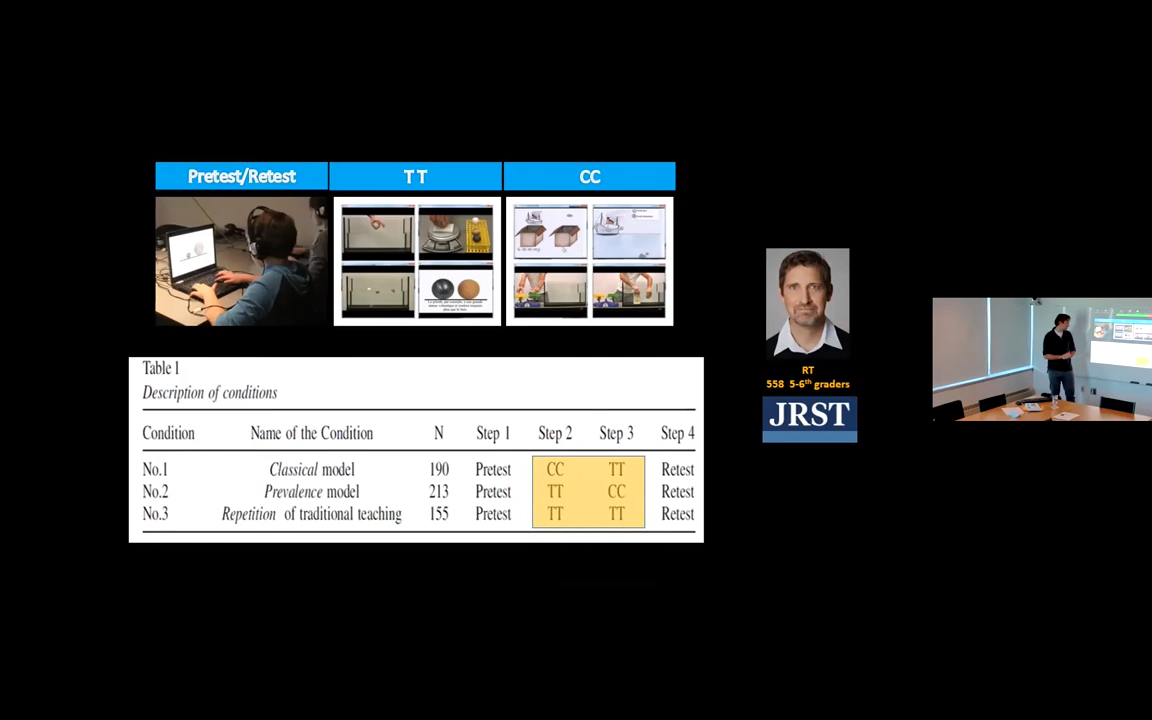 Pretest/Retest TT CC
Table 1
Description of conditions
Condition Name of the Condition N Step 1 Step 2 Step 3 Step 4
No.1 Classical model 190 Pretest CC TT Retest
No.2 Prevalence model 213 Pretest TT CC Retest
No.3 Repetition of traditional teaching 155 Pretest TT TT Retest
RT
558 5-6th graders
JRST